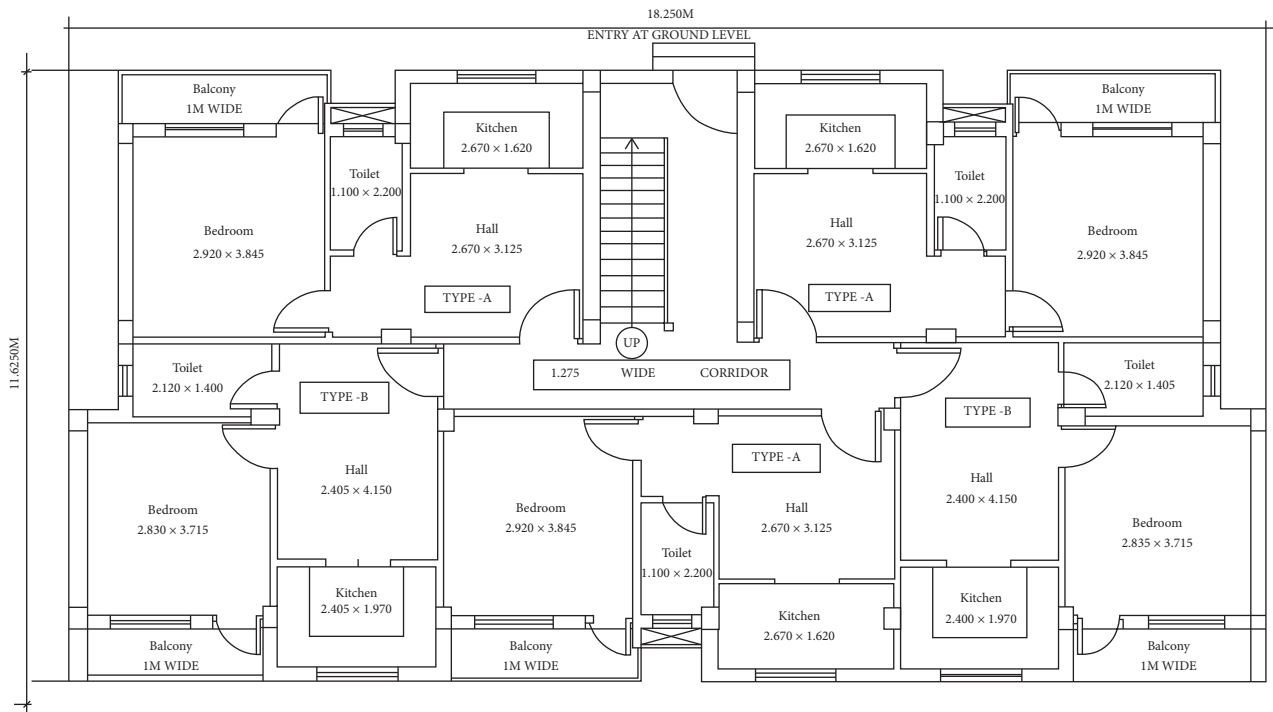 18.250M
ENTRY AT GROUND LEVEL
Balcony
1M WIDE
Balcony
1M WIDE
Kitchen
2.670 × 1.620
Kitchen
2.670 × 1.620
Toilet
1.100 × 2.200
Toilet
1.100 × 2.200
Bedroom
2.920 × 3.845
Hall
2.670 × 3.125
Hall
2.670 × 3.125
Bedroom
2.920 × 3.845
TYPE -A
TYPE -A
UP
11.6250M
Toilet
2.120 × 1.400
1.275 WIDE CORRIDOR
Toilet
2.120 × 1.405
TYPE -B
TYPE -B
TYPE -A
Hall
2.405 × 4.150
Hall
2.400 × 4.150
Bedroom
2.830 × 3.715
Bedroom
2.920 × 3.845
Hall
2.670 × 3.125
Bedroom
2.835 × 3.715
Toilet
1.100 × 2.200
Kitchen
2.405 × 1.970
Kitchen
2.670 × 1.620
Kitchen
2.400 × 1.970
Balcony
1M WIDE
Balcony
1M WIDE
Balcony
1M WIDE